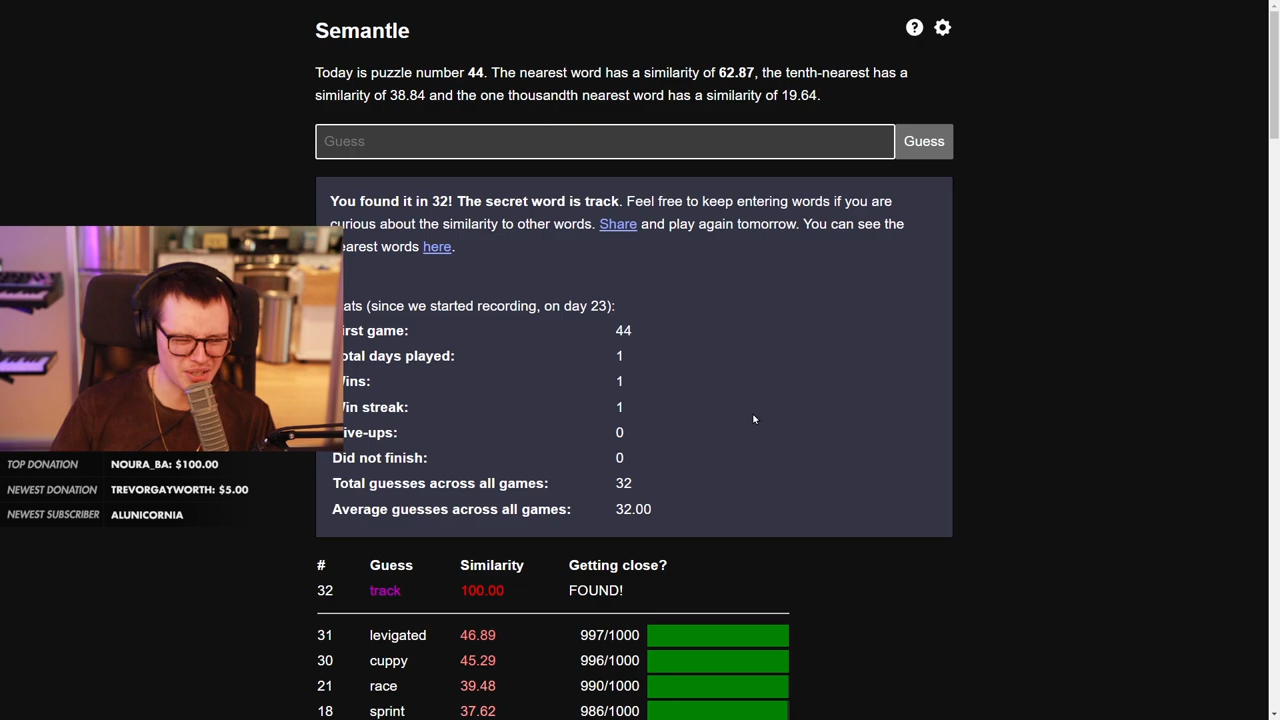 Semantle
Today is puzzle number 44. The nearest word has a similarity of 62.87, the tenth-nearest has a
similarity of 38.84 and the one thousandth nearest word has a similarity of 19.64.
Guess Guess
You found it in 32! The secret word is track. Feel free to keep entering words if you are
curious about the similarity to other words. Share and play again tomorrow. You can see the
earest words here.
ats (since we started recording, on day 23):
irst game: 44
otal days played: 1
Wins: 1
Win streak: 1
ive-ups: 0
Did not finish: 0
Total guesses across all games: 32
Average guesses across all games: 32.00
TOP DONATION NOURA_BA: $100.00
NEWEST DONATION TREVORGAYWORTH: $5.00
NEWEST SUBSCRIBER ALUNICORNIA
# Guess Similarity Getting close?
32 track 100.00 FOUND!
31 levigated 46.89 997/1000
30 cuppy 45.29 996/1000
21 race 39.48 990/1000
18 sprint 37.62 986/1000